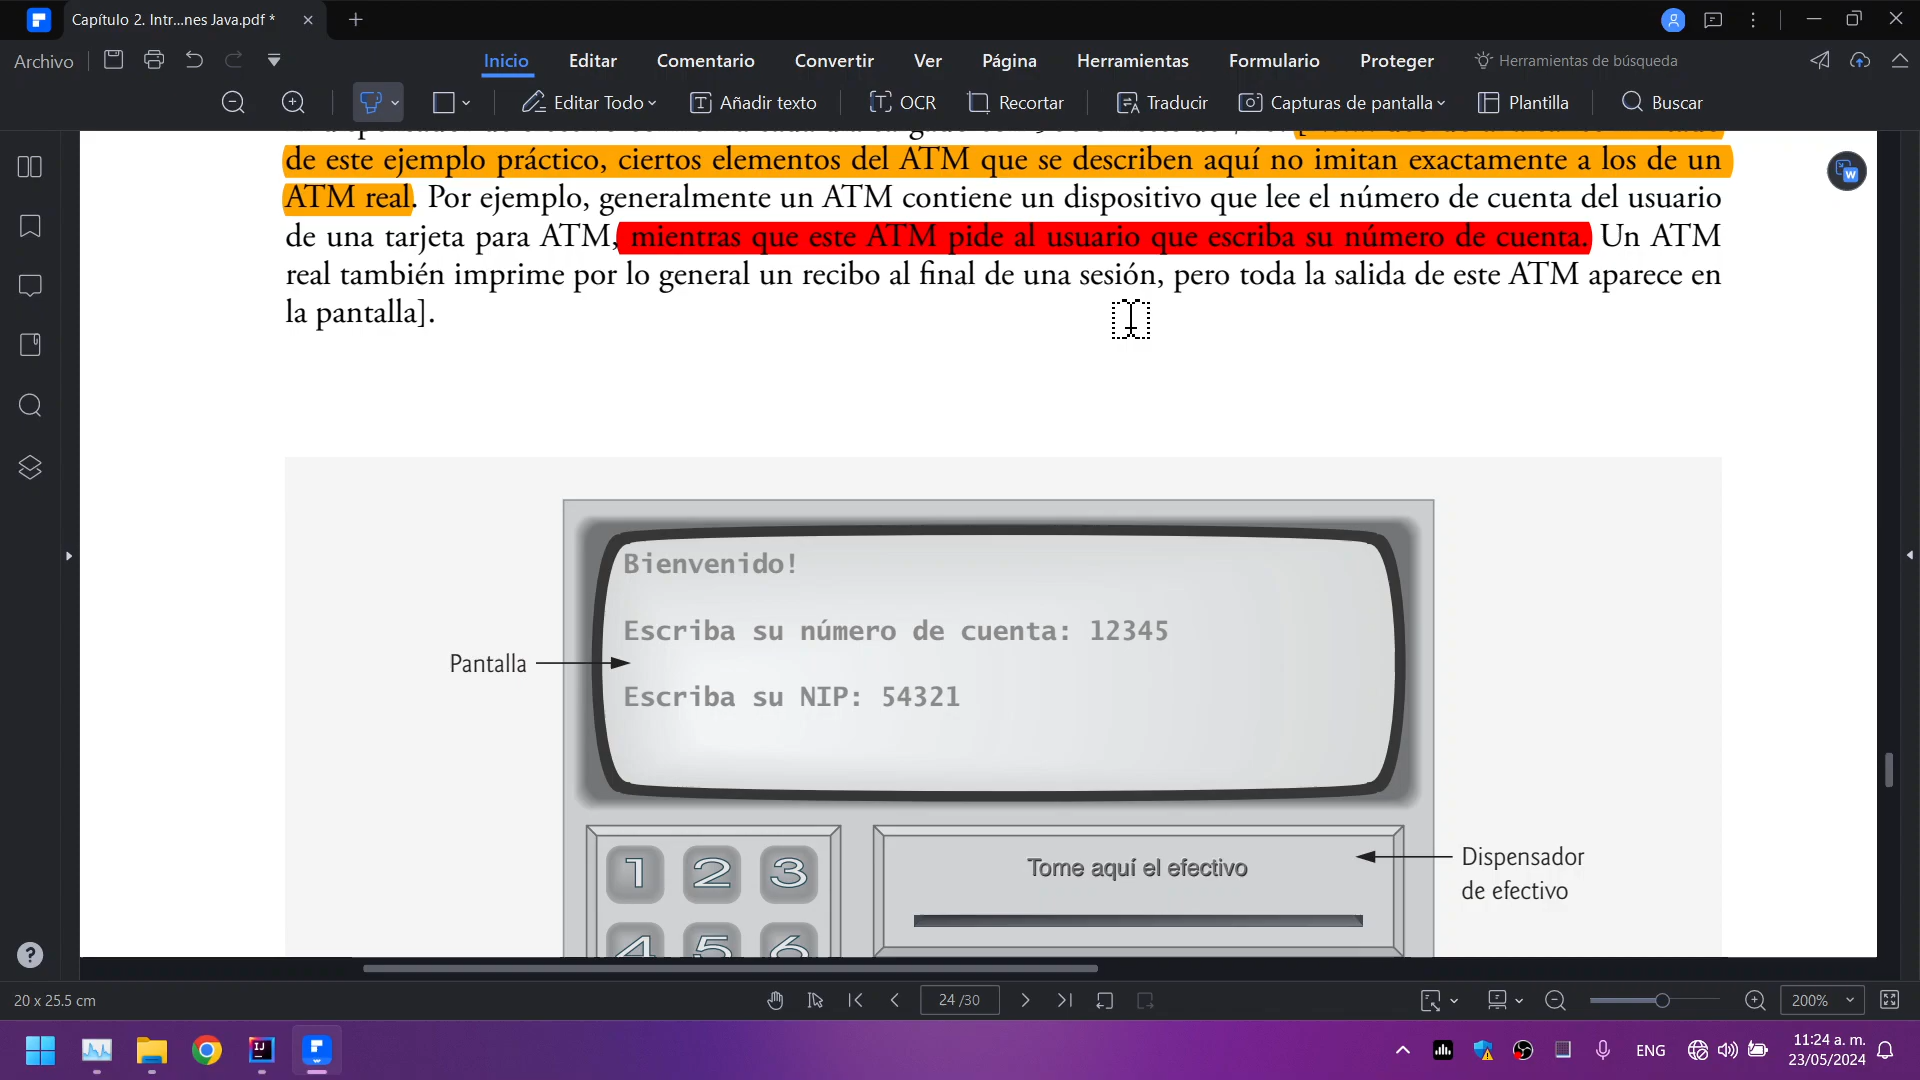 Capítulo 2. Intr...nes Java.pdf *
Archivo
Inicio
Editar
Comentario
Convertir
Ver
Página
Herramientas
Formulario
Proteger
Herramientas de búsqueda
Editar Todo
Añadir texto
OCR
Recortar
Traducir
Capturas de pantalla
Plantilla
Buscar
de este ejemplo práctico, ciertos elementos del ATM que se describen aquí no imitan exactamente a los de un
ATM real. Por ejemplo, generalmente un ATM contiene un dispositivo que lee el número de cuenta del usuario
de una tarjeta para ATM, mientras que este ATM pide al usuario que escriba su número de cuenta. Un ATM
real también imprime por lo general un recibo al final de una sesión, pero toda la salida de este ATM aparece en
la pantalla].
Bienvenido!
Escriba su número de cuenta: 12345
Pantalla
Escriba su NIP: 54321
1 2 3
Tome aquí el efectivo
Dispensador
de efectivo
4 5 6
20 x 25.5 cm
24 /30
200%
ENG
11:24 a. m.
23/05/2024